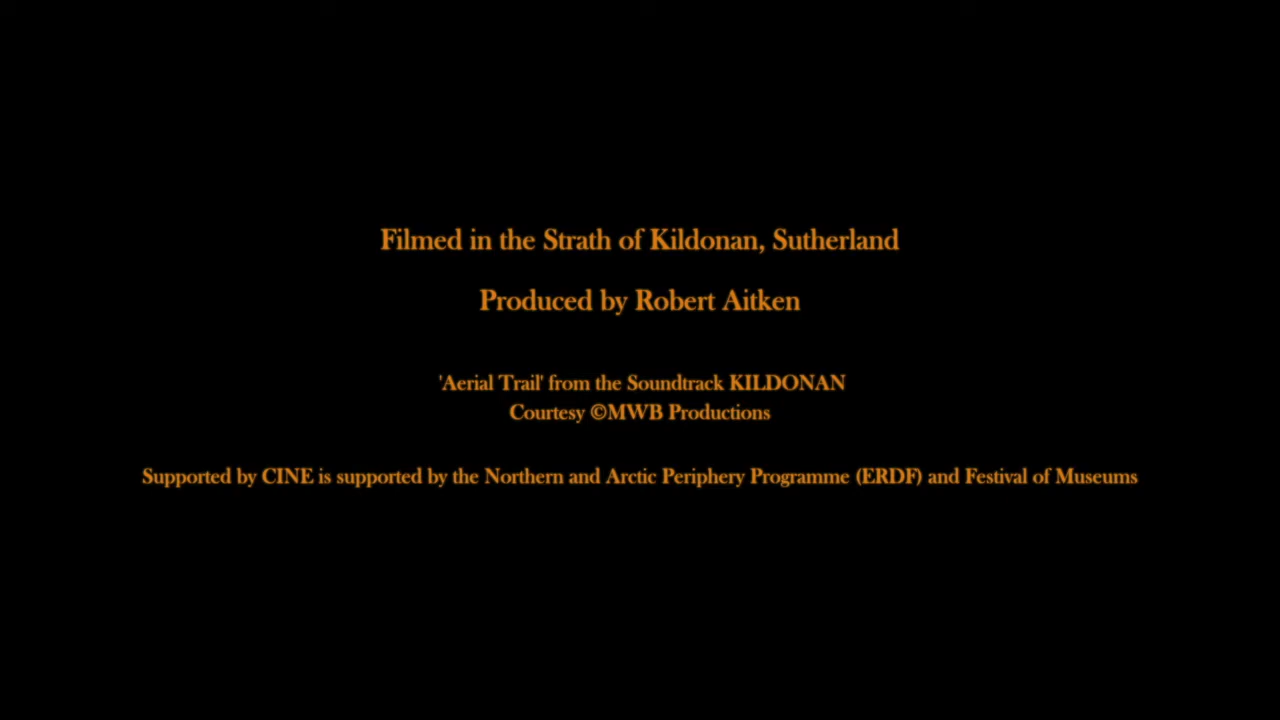 Filmed in the Strath of Kildonan, Sutherland
Produced by Robert Aitken
'Aerial Trail' from the Soundtrack KILDONAN
Courtesy ©MWB Productions
Supported by CINE is supported by the Northern and Arctic Periphery Programme (ERDF) and Festival of Museums